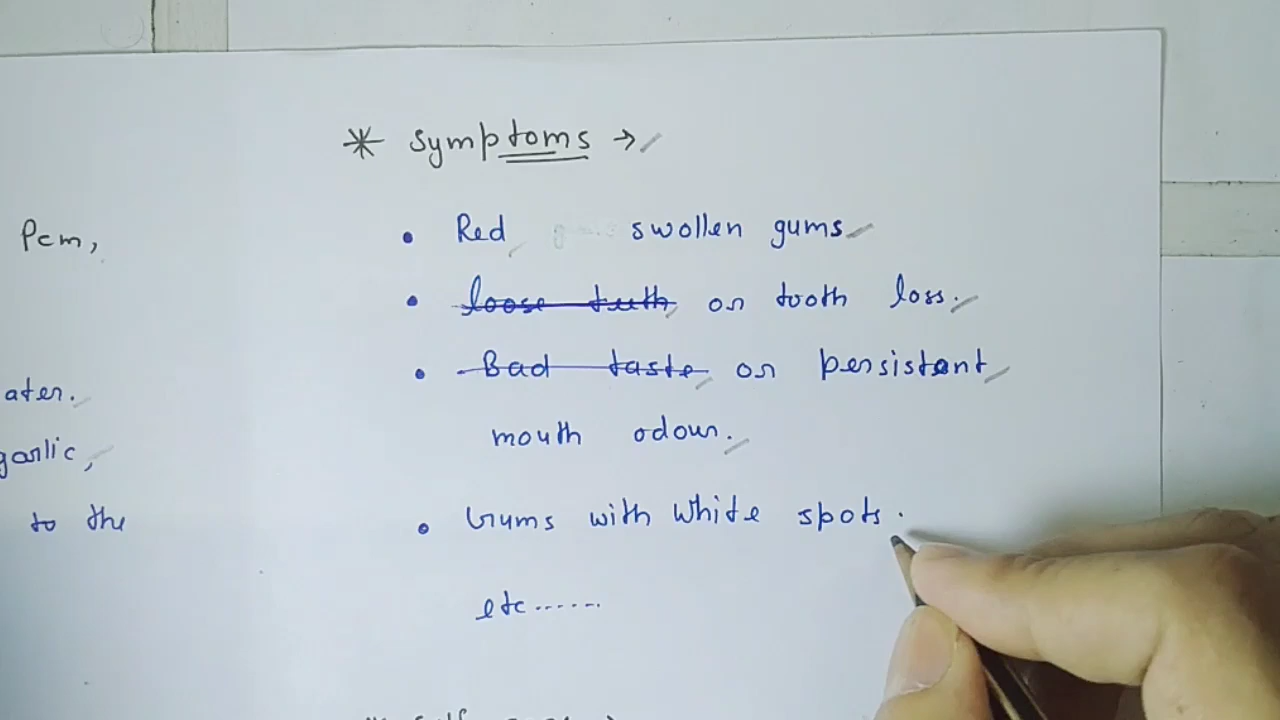 * Symptoms →
Pcm,
• Red swollen gums
• loose teeth or tooth loss.
ater.
• Bad taste or persistant
garlic,
mouth odour.
to the
• Gums with white spots.
etc......